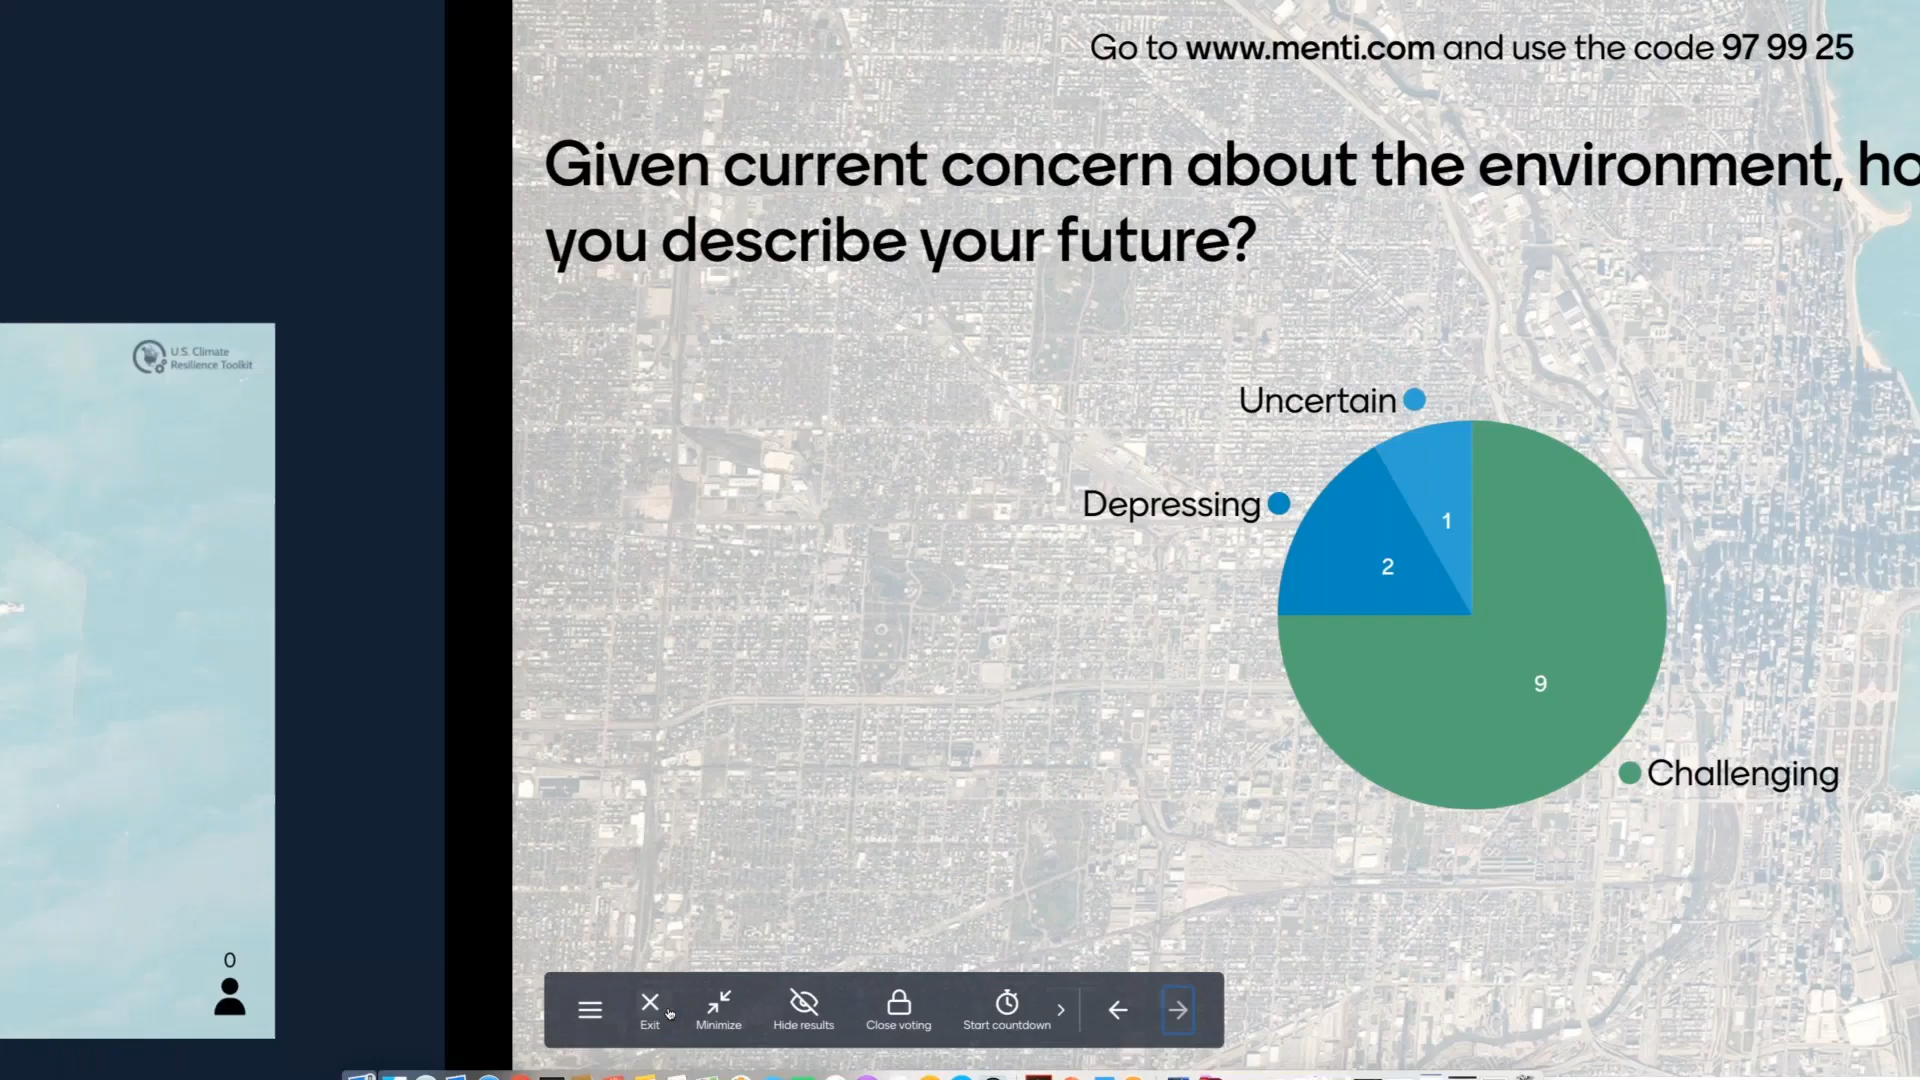 Go to www.menti.com and use the code 97 99 25
Given current concern about the environment, ho
you describe your future?
U.S. Climate
Resilience Toolkit
Uncertain
Depressing
1
2
9
Challenging
0
Exit
Minimize
Hide results
Close voting
Start countdown